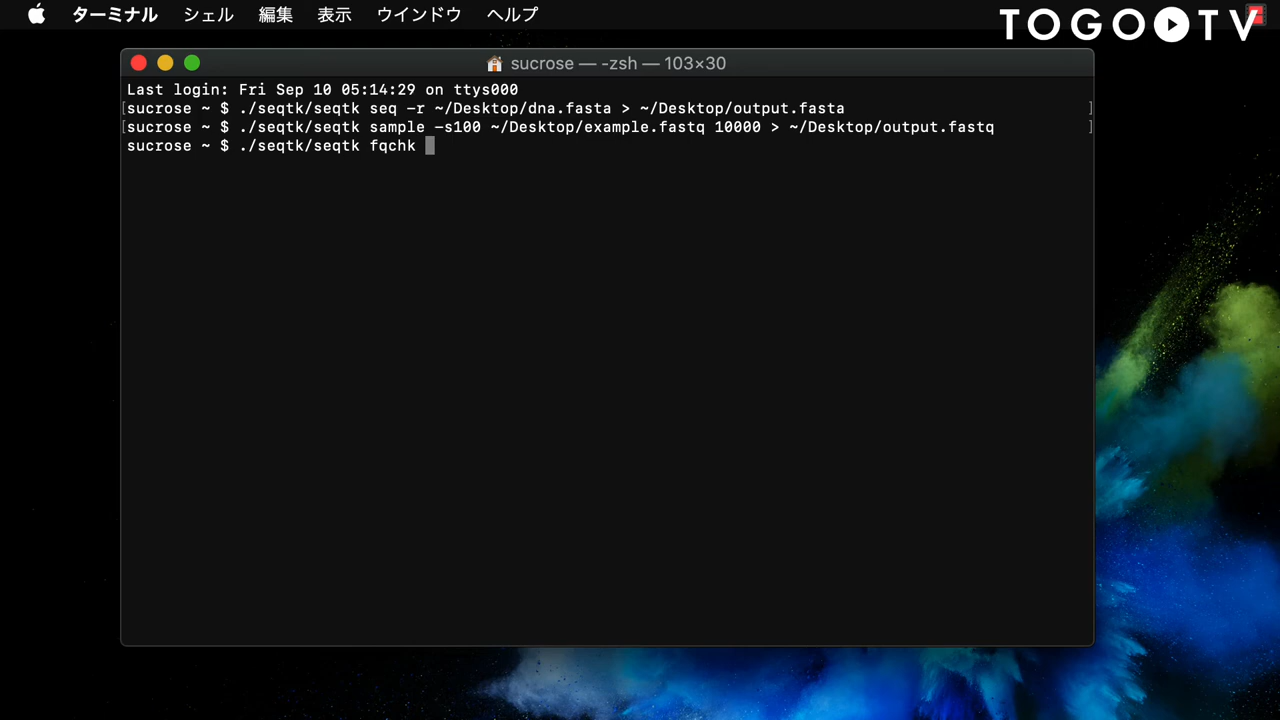 ターミナル シェル 編集 表示 ウインドウ ヘルプ
TOGO TV
sucrose — -zsh — 103×30
Last login: Fri Sep 10 05:14:29 on ttys000
[sucrose ~ $ ./seqtk/seqtk seq -r ~/Desktop/dna.fasta > ~/Desktop/output.fasta ]
[sucrose ~ $ ./seqtk/seqtk sample -s100 ~/Desktop/example.fastq 10000 > ~/Desktop/output.fastq ]
sucrose ~ $ ./seqtk/seqtk fqchk